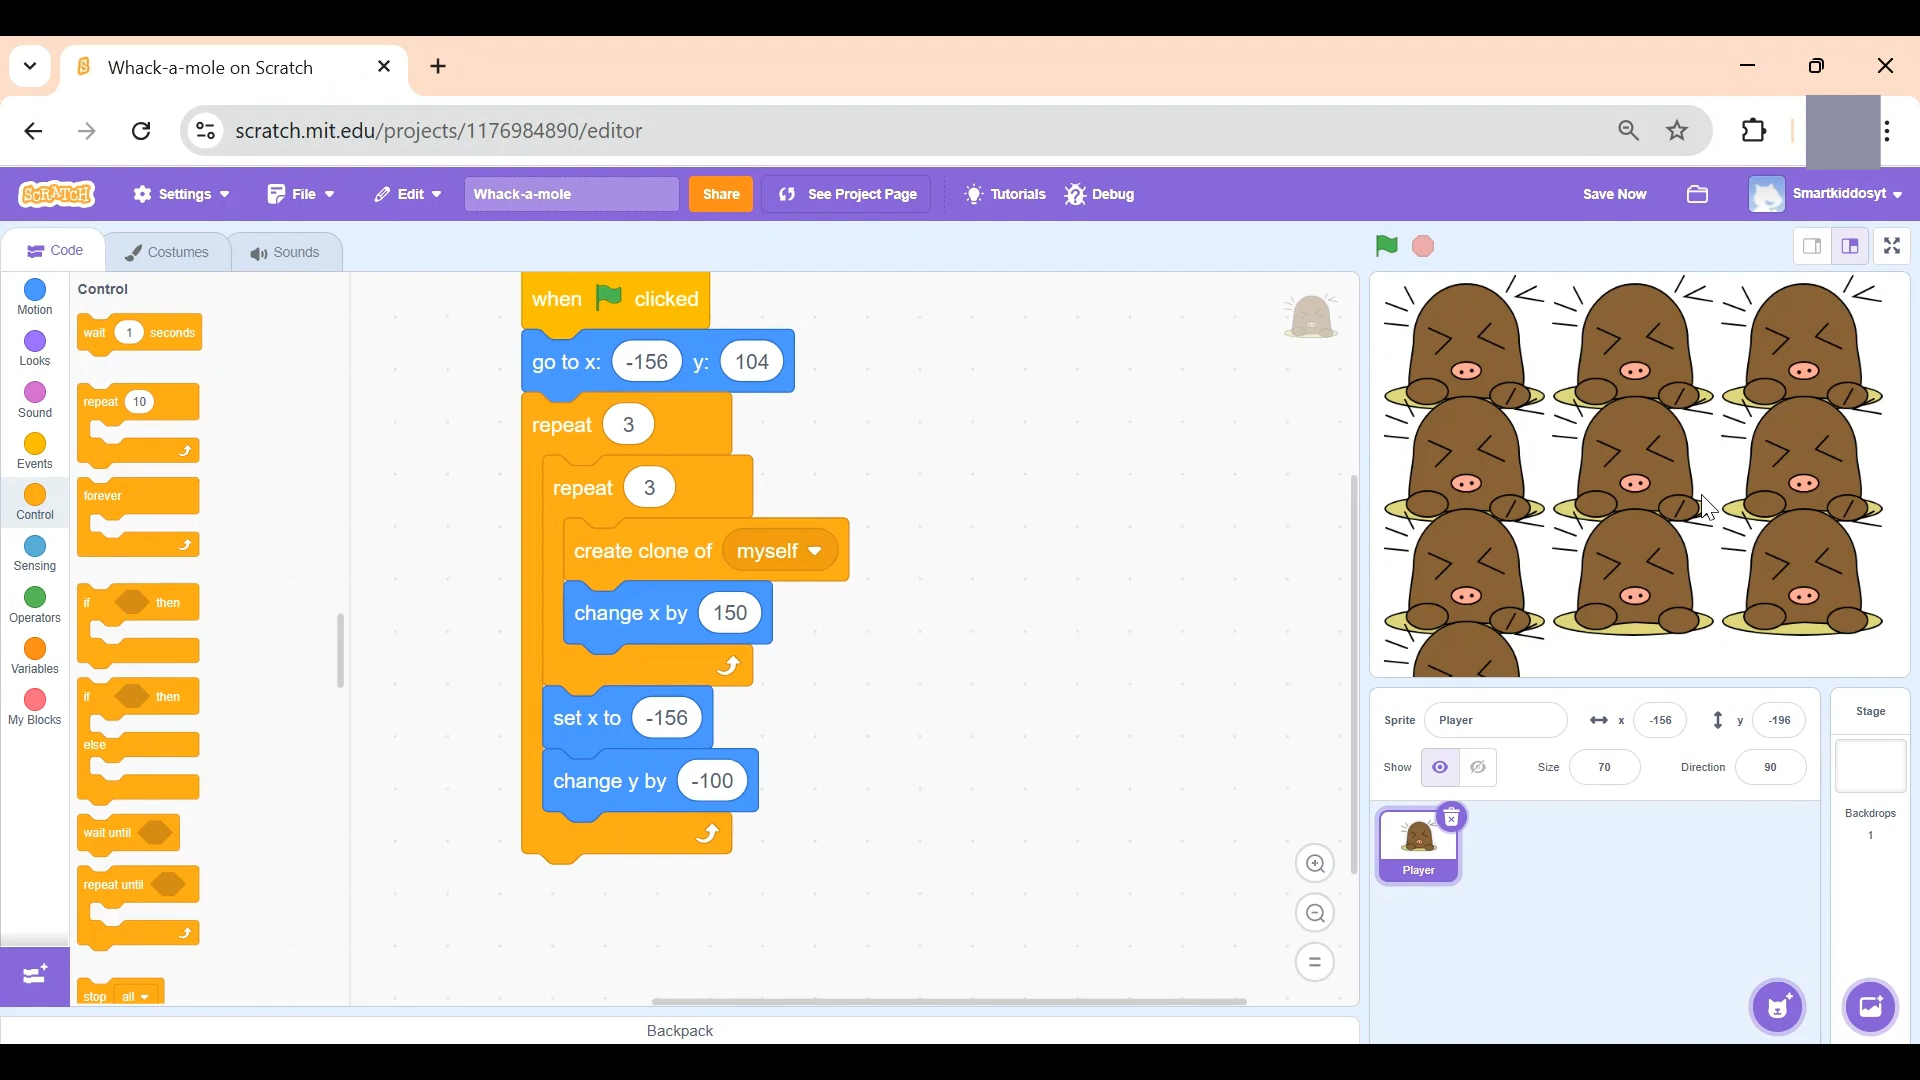 Whack-a-mole on Scratch
scratch.mit.edu/projects/1176984890/editor
SCRATCH Settings File Edit Whack-a-mole Share See Project Page Tutorials Debug Save Now Smartkiddosyt
Code Costumes Sounds
Motion
Looks
Sound
Events
Control
Sensing
Operators
Variables
My Blocks
Control
wait 1 seconds
repeat 10
forever
if then
if then
else
wait until
repeat until
stop all
when clicked
go to x: -156 y: 104
repeat 3
repeat 3
create clone of myself
change x by 150
set x to -156
change y by -100
Backpack
Sprite Player x -156 y -196
Show Size 70 Direction 90
Player
Stage
Backdrops
1